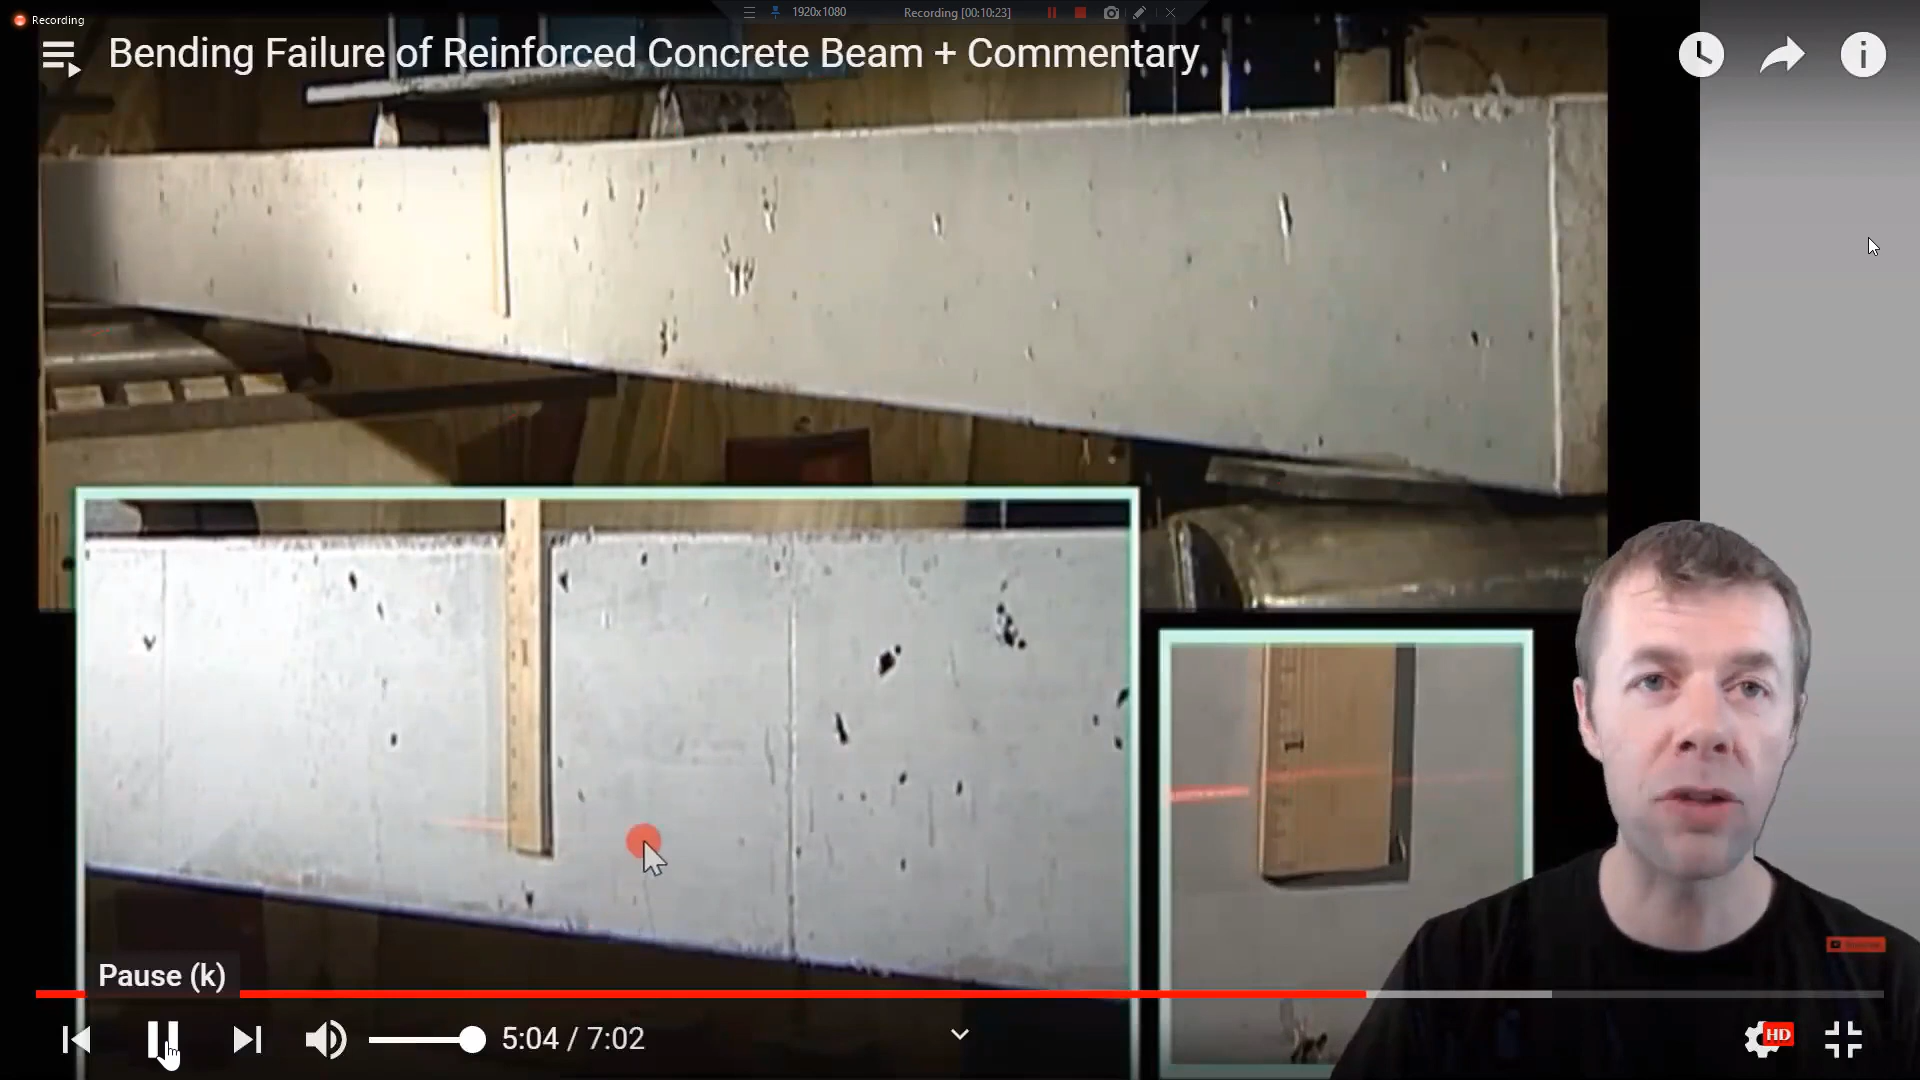 Recording
1920x1080
Recording [00:10:23]
Bending Failure of Reinforced Concrete Beam + Commentary
1
Pause (k)
5:04 / 7:02
HD